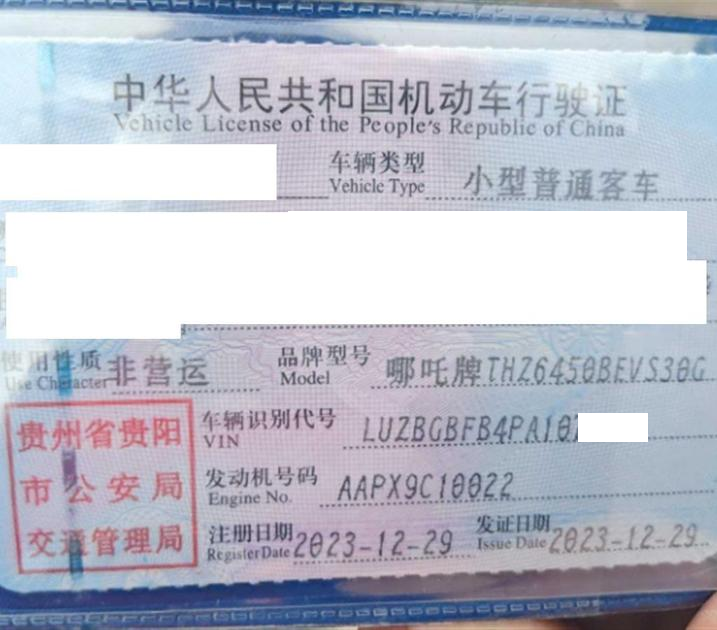 中华人民共和国机动车行驶证
Vehicle License of the People's Republic of China
车辆类型
Vehicle Type
小型普通客车
使用性质
Use Character
非营运
品牌型号
Model
哪吒牌THZ6450BEVS30G
贵州省贵阳
市公安局
交通管理局
车辆识别代号
VIN
LUZBGBFB4PA107
发动机号码
Engine No.
AAPX9C10022
注册日期
Register Date
2023-12-29
发证日期
Issue Date
2023-12-29